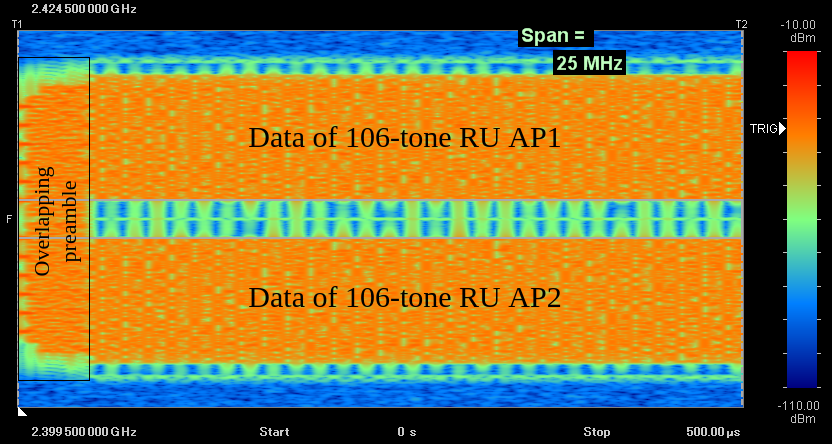 2.424 500 000 GHz
T1
T2
Span =
25 MHz
-10.00
dBm
Data of 106-tone RU AP1
TRIG
Overlapping
preamble
F
Data of 106-tone RU AP2
-110.00
dBm
2.399 500 000 GHz
Start
0 s
Stop
500.00 µs